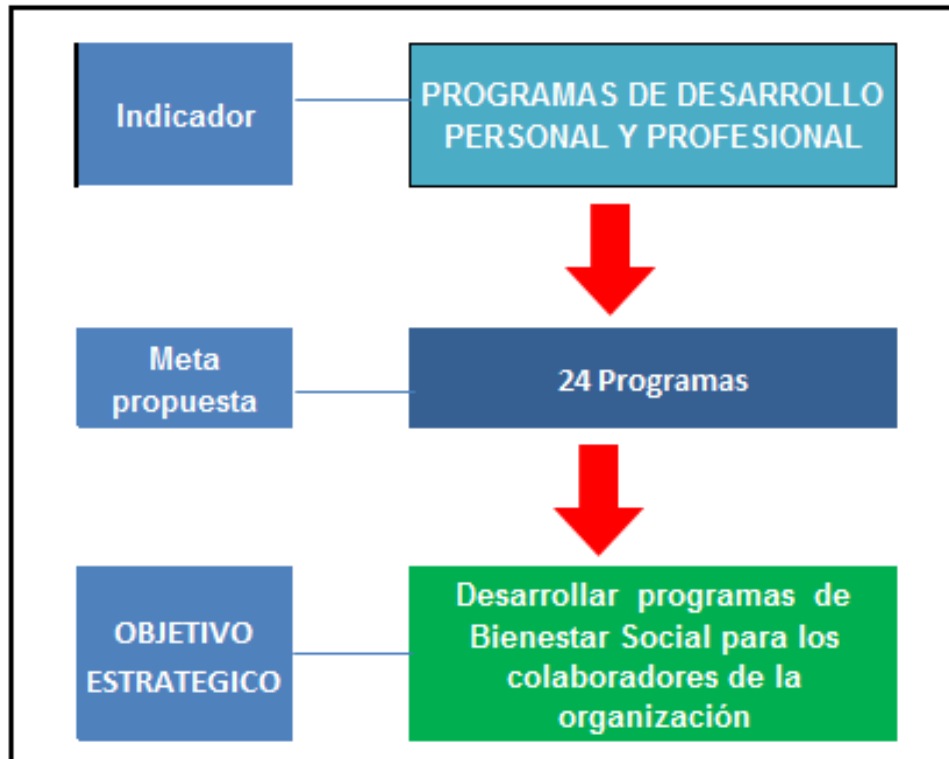 Indicador
PROGRAMAS DE DESARROLLO
PERSONAL Y PROFESIONAL
Meta
propuesta
24 Programas
OBJETIVO
ESTRATEGICO
Desarrollar programas de
Bienestar Social para los
colaboradores de la
organización